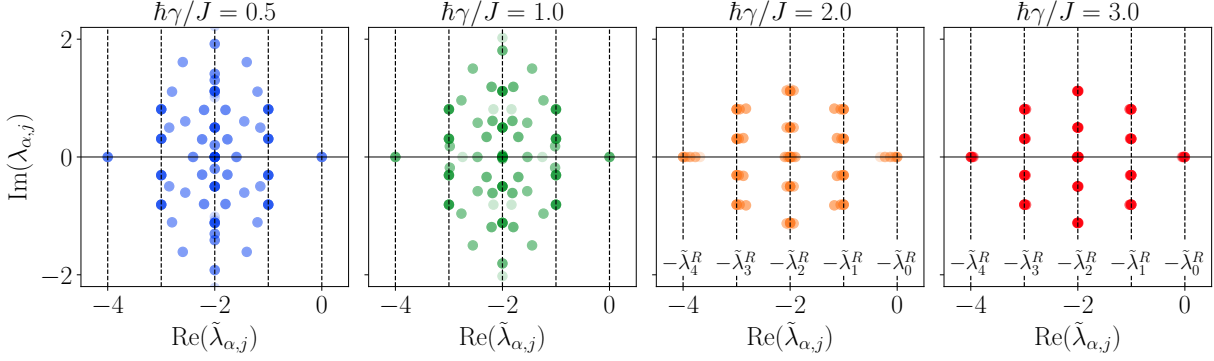 ℏγ/J = 0.5 ℏγ/J = 1.0 ℏγ/J = 2.0 ℏγ/J = 3.0
2
0
−2
Im(λ_{α,j})
−λ̃_4^R −λ̃_3^R −λ̃_2^R −λ̃_1^R −λ̃_0^R −λ̃_4^R −λ̃_3^R −λ̃_2^R −λ̃_1^R −λ̃_0^R
−4 −2 0 −4 −2 0 −4 −2 0 −4 −2 0
Re(λ̃_{α,j}) Re(λ̃_{α,j}) Re(λ̃_{α,j}) Re(λ̃_{α,j})